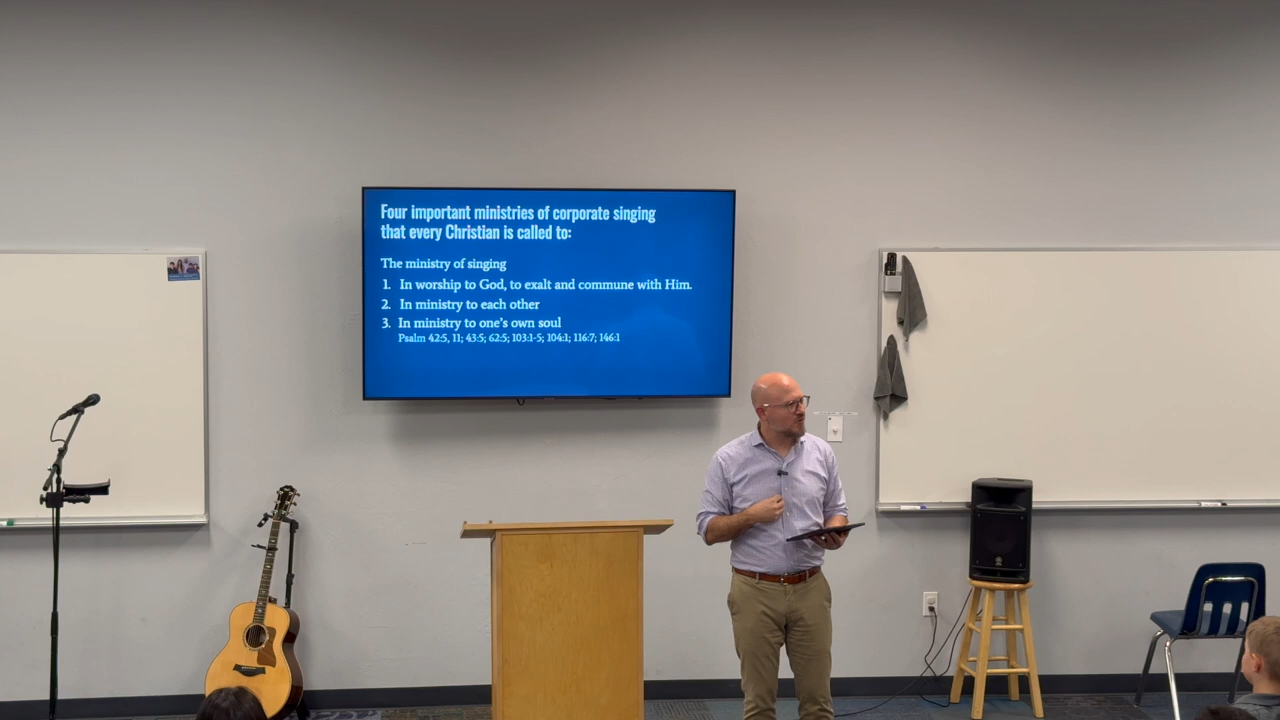 Four important ministries of corporate singing
that every Christian is called to:
The ministry of singing
1. In worship to God, to exalt and commune with Him.
2. In ministry to each other
3. In ministry to one's own soul
Psalm 42:5, 11; 43:5; 62:5; 103:1-5; 104:1; 116:7; 146:1